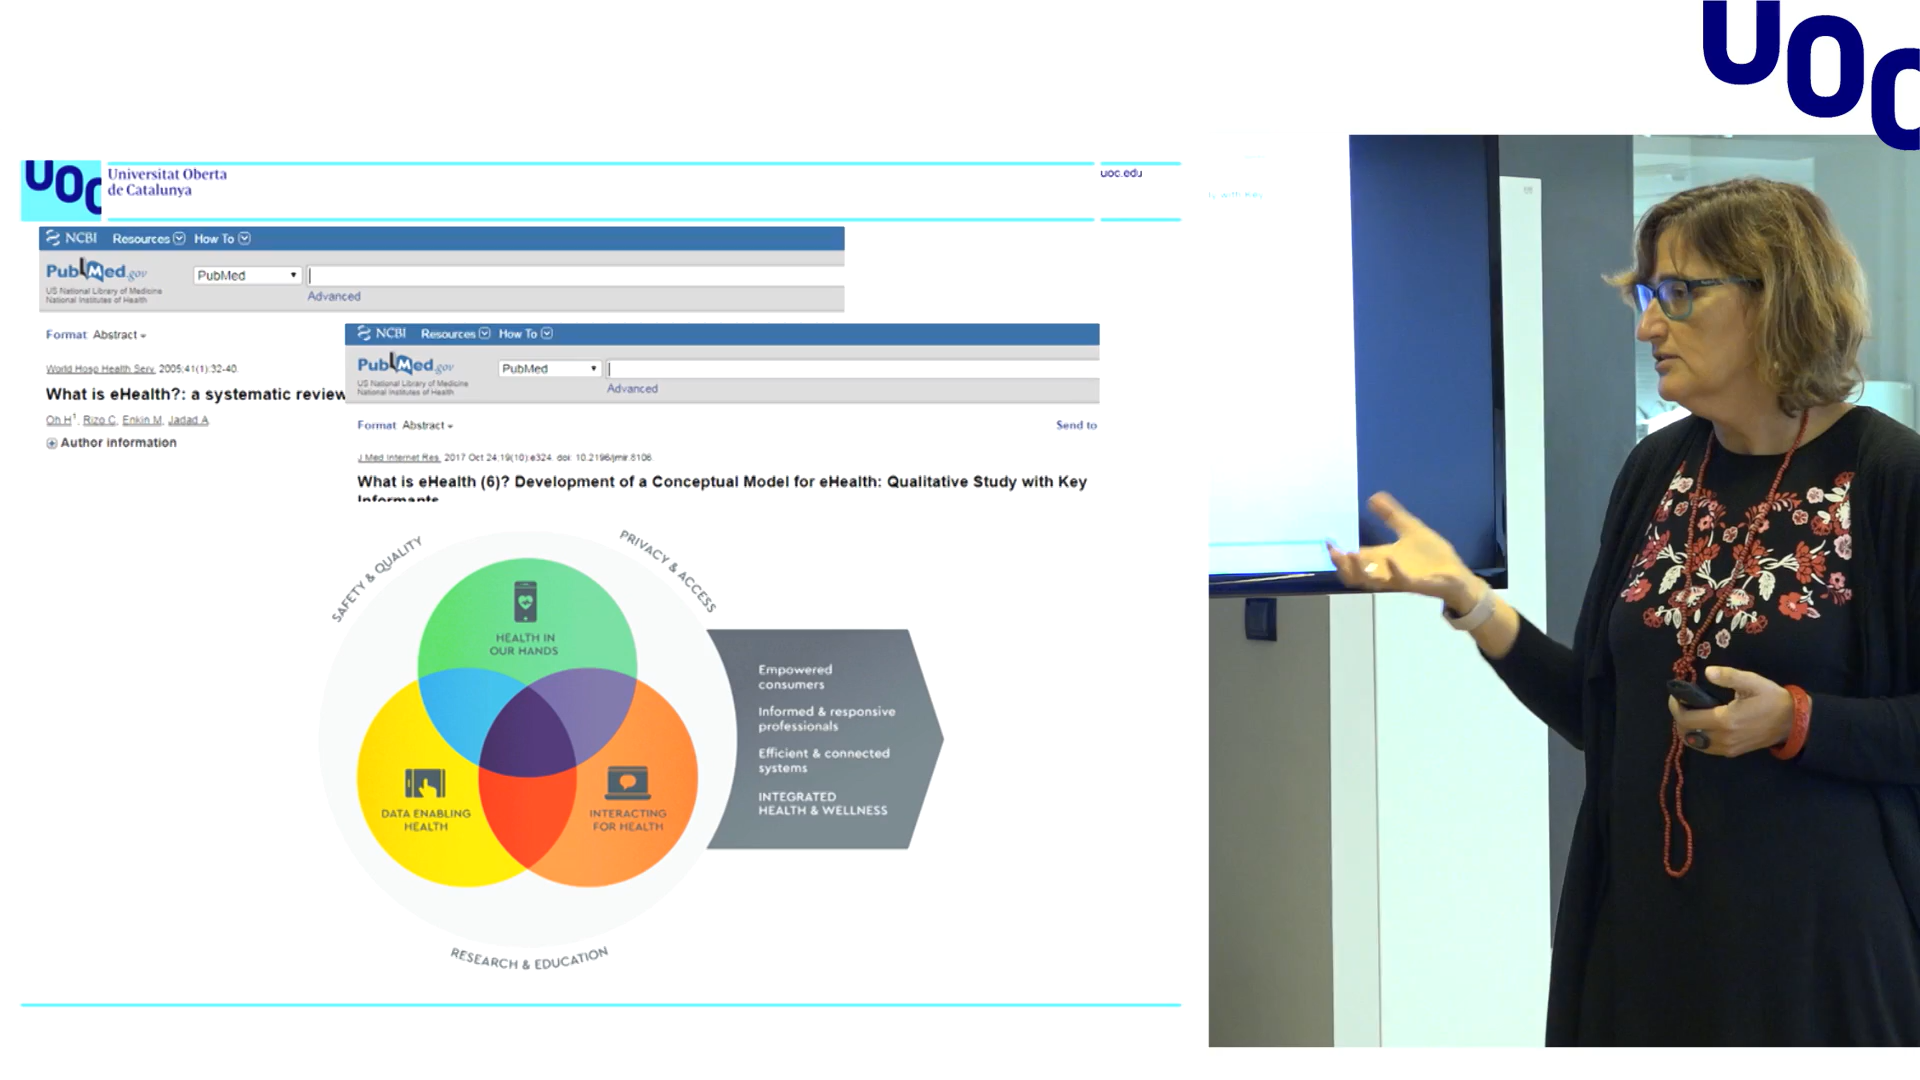 UOC
UOC
Universitat Oberta
de Catalunya
uoc.edu
NCBI Resources How To
PubMed.gov
US National Library of Medicine
National Institutes of Health
PubMed
Advanced
Format Abstract
World Hosp Health Serv. 2005;41(1):32-40.
What is eHealth?: a systematic review
Oh H1, Rizo C, Enkin M, Jadad A.
Author information
NCBI Resources How To
PubMed.gov
US National Library of Medicine
National Institutes of Health
PubMed
Advanced
Format Abstract
Send to
J Med Internet Res. 2017 Oct 24;19(10):e324. doi: 10.2196/jmir.8106.
What is eHealth (6)? Development of a Conceptual Model for eHealth: Qualitative Study with Key
Informants
SAFETY & QUALITY
PRIVACY & ACCESS
HEALTH IN
OUR HANDS
DATA ENABLING
HEALTH
INTERACTING
FOR HEALTH
RESEARCH & EDUCATION
Empowered
consumers
Informed & responsive
professionals
Efficient & connected
systems
INTEGRATED
HEALTH & WELLNESS
with Key